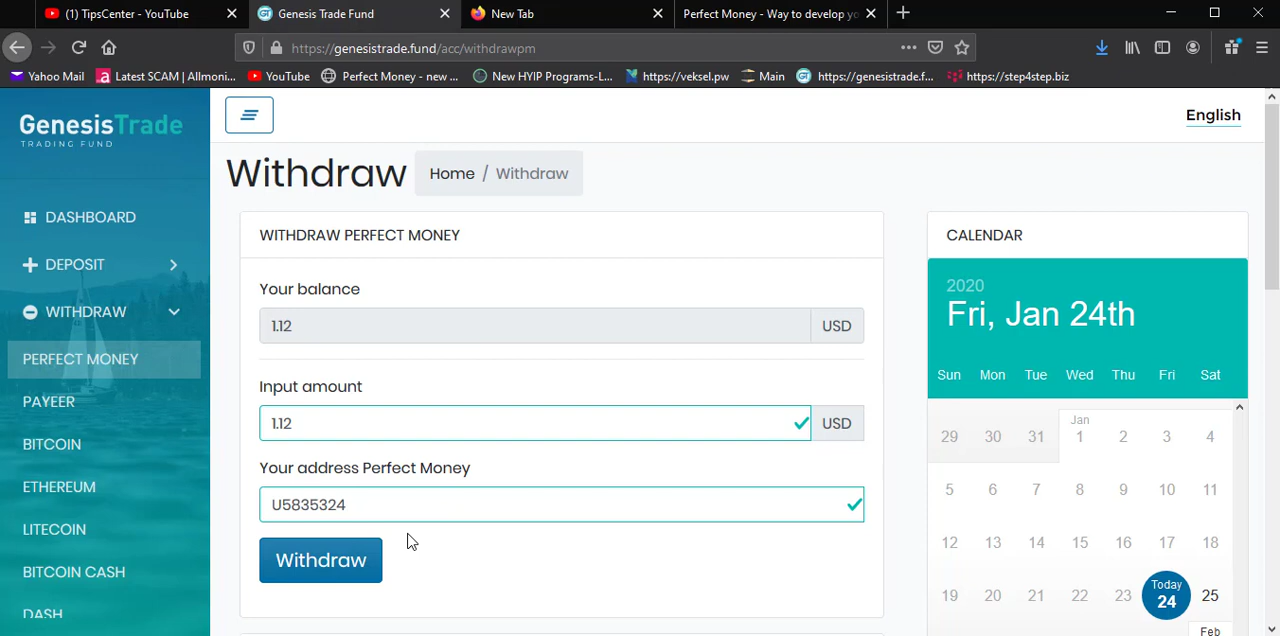 (1) TipsCenter - YouTube
Genesis Trade Fund
New Tab
Perfect Money - Way to develop yo
https://genesistrade.fund/acc/withdrawpm
Yahoo Mail
Latest SCAM | Allmoni...
YouTube
Perfect Money - new ...
New HYIP Programs-L...
https://veksel.pw
Main
https://genesistrade.f...
https://step4step.biz
GenesisTrade
TRADING FUND
DASHBOARD
DEPOSIT
WITHDRAW
PERFECT MONEY
PAYEER
BITCOIN
ETHEREUM
LITECOIN
BITCOIN CASH
DASH
English
Withdraw
Home / Withdraw
WITHDRAW PERFECT MONEY
Your balance
1.12 USD
Input amount
1.12 USD
Your address Perfect Money
U5835324
Withdraw
CALENDAR
2020
Fri, Jan 24th
Sun Mon Tue Wed Thu Fri Sat
Jan
29 30 31 1 2 3 4
5 6 7 8 9 10 11
12 13 14 15 16 17 18
Today
19 20 21 22 23 24 25
Feb